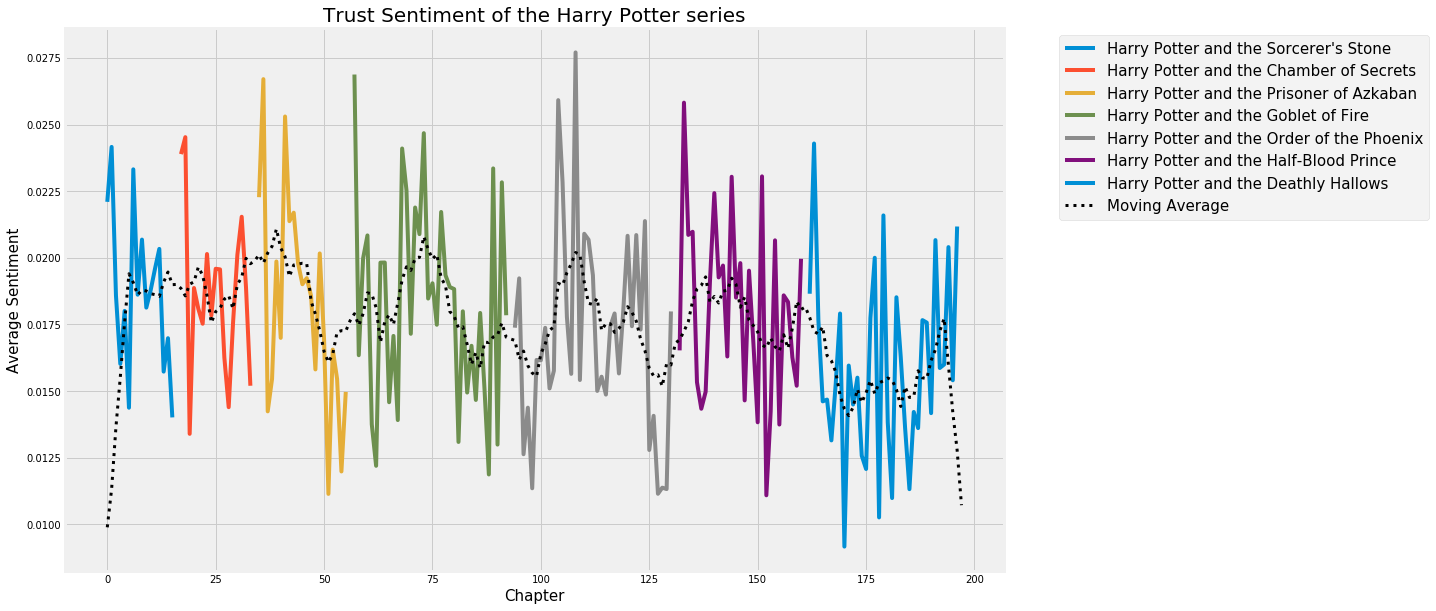 Trust Sentiment of the Harry Potter series
Harry Potter and the Sorcerer's Stone
Harry Potter and the Chamber of Secrets
Harry Potter and the Prisoner of Azkaban
Harry Potter and the Goblet of Fire
Harry Potter and the Order of the Phoenix
Harry Potter and the Half-Blood Prince
Harry Potter and the Deathly Hallows
Moving Average
Average Sentiment
0.0275
0.0250
0.0225
0.0200
0.0175
0.0150
0.0125
0.0100
0 25 50 75 100 125 150 175 200
Chapter